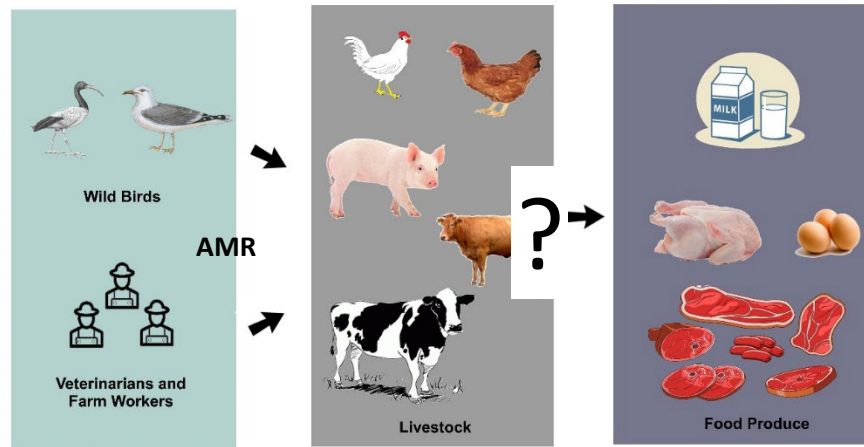 Wild Birds
AMR
Veterinarians and
Farm Workers
Livestock
?
MILK
Food Produce